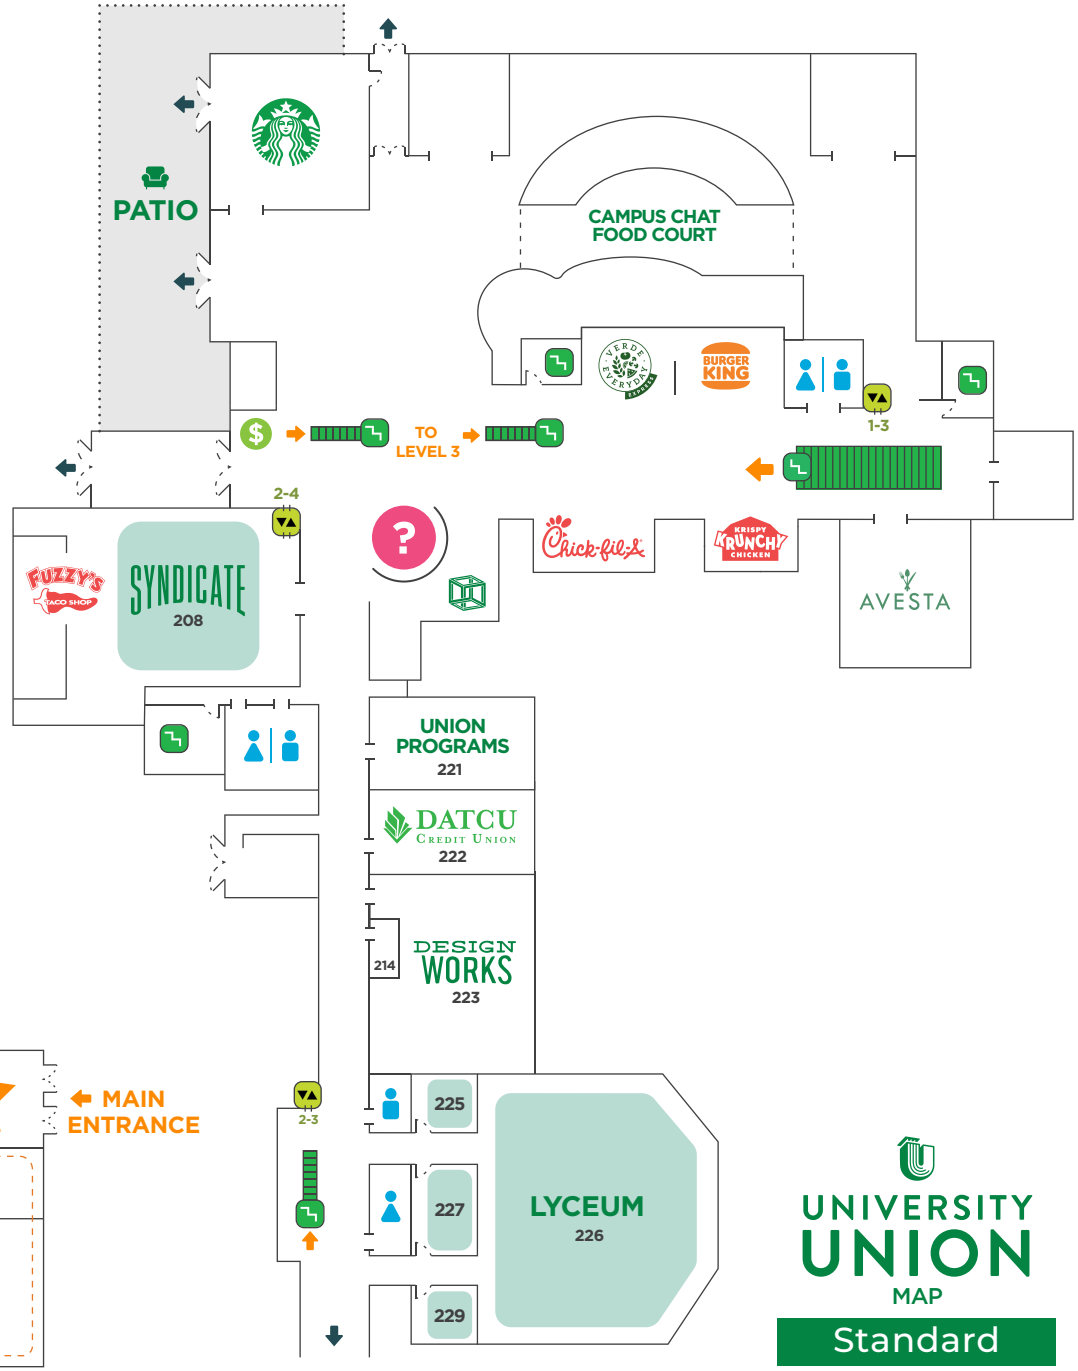 PATIO
CAMPUS CHAT
FOOD COURT
VERDE
EVERYDAY
EXPRESS
BURGER
KING
1-3
$
TO
LEVEL 3
2-4
?
Chick-fil-A
KRISPY
KRUNCHY
CHICKEN
AVESTA
FUZZY'S
TACO SHOP
SYNDICATE
208
UNION
PROGRAMS
221
DATCU
CREDIT UNION
222
DESIGN
WORKS
214
223
MAIN
ENTRANCE
2-3
225
227
229
LYCEUM
226
UNIVERSITY
UNION
MAP
Standard